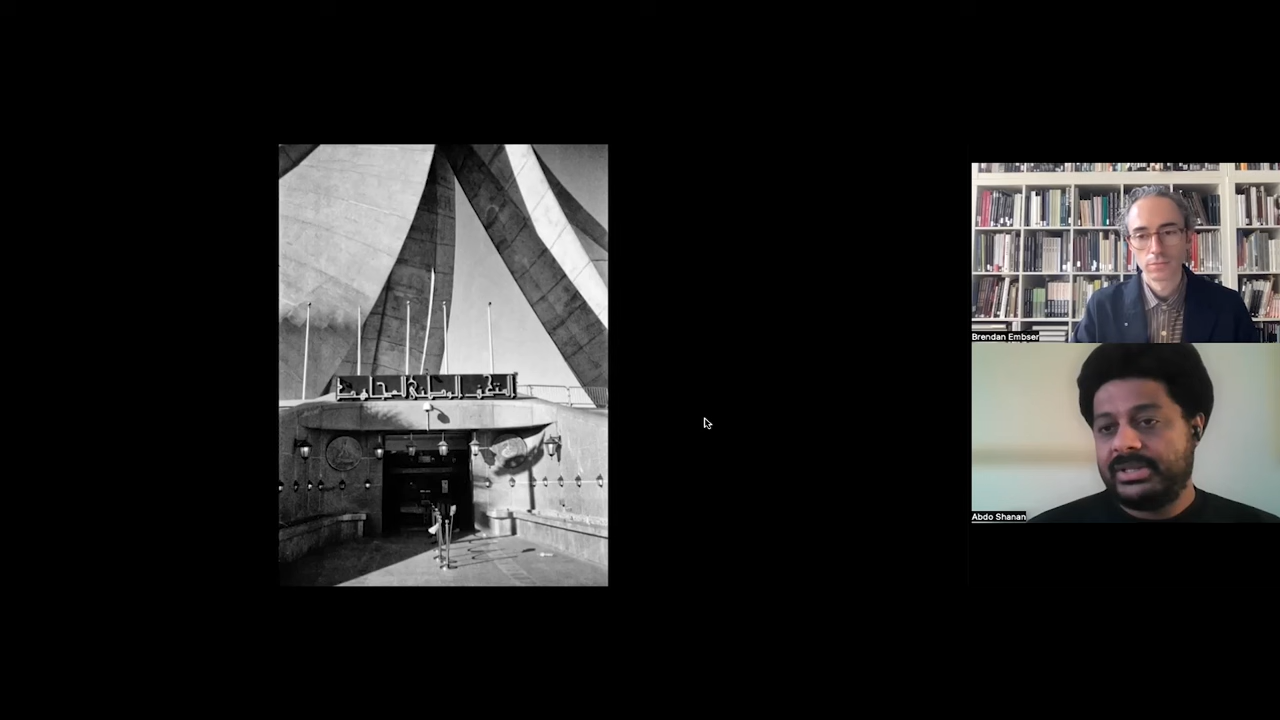 المتحف الوطني للمجاهد
Brendan Embser
Abdo Shanan